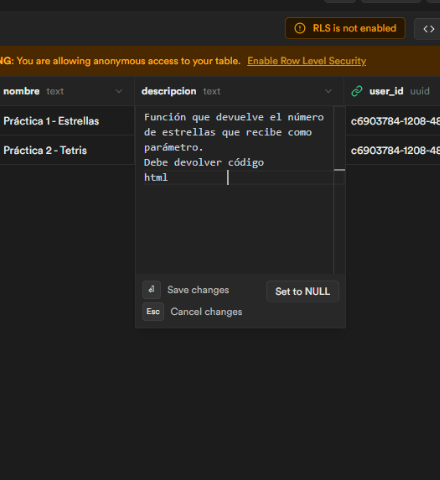 RLS is not enabled
NG: You are allowing anonymous access to your table. Enable Row Level Security
nombre text descripcion text user_id uuid
Práctica 1 - Estrellas
Función que devuelve el número
de estrellas que recibe como
parámetro.
Debe devolver código
html
c6903784-1208-48
Práctica 2 - Tetris
c6903784-1208-48
Save changes
Set to NULL
Esc Cancel changes